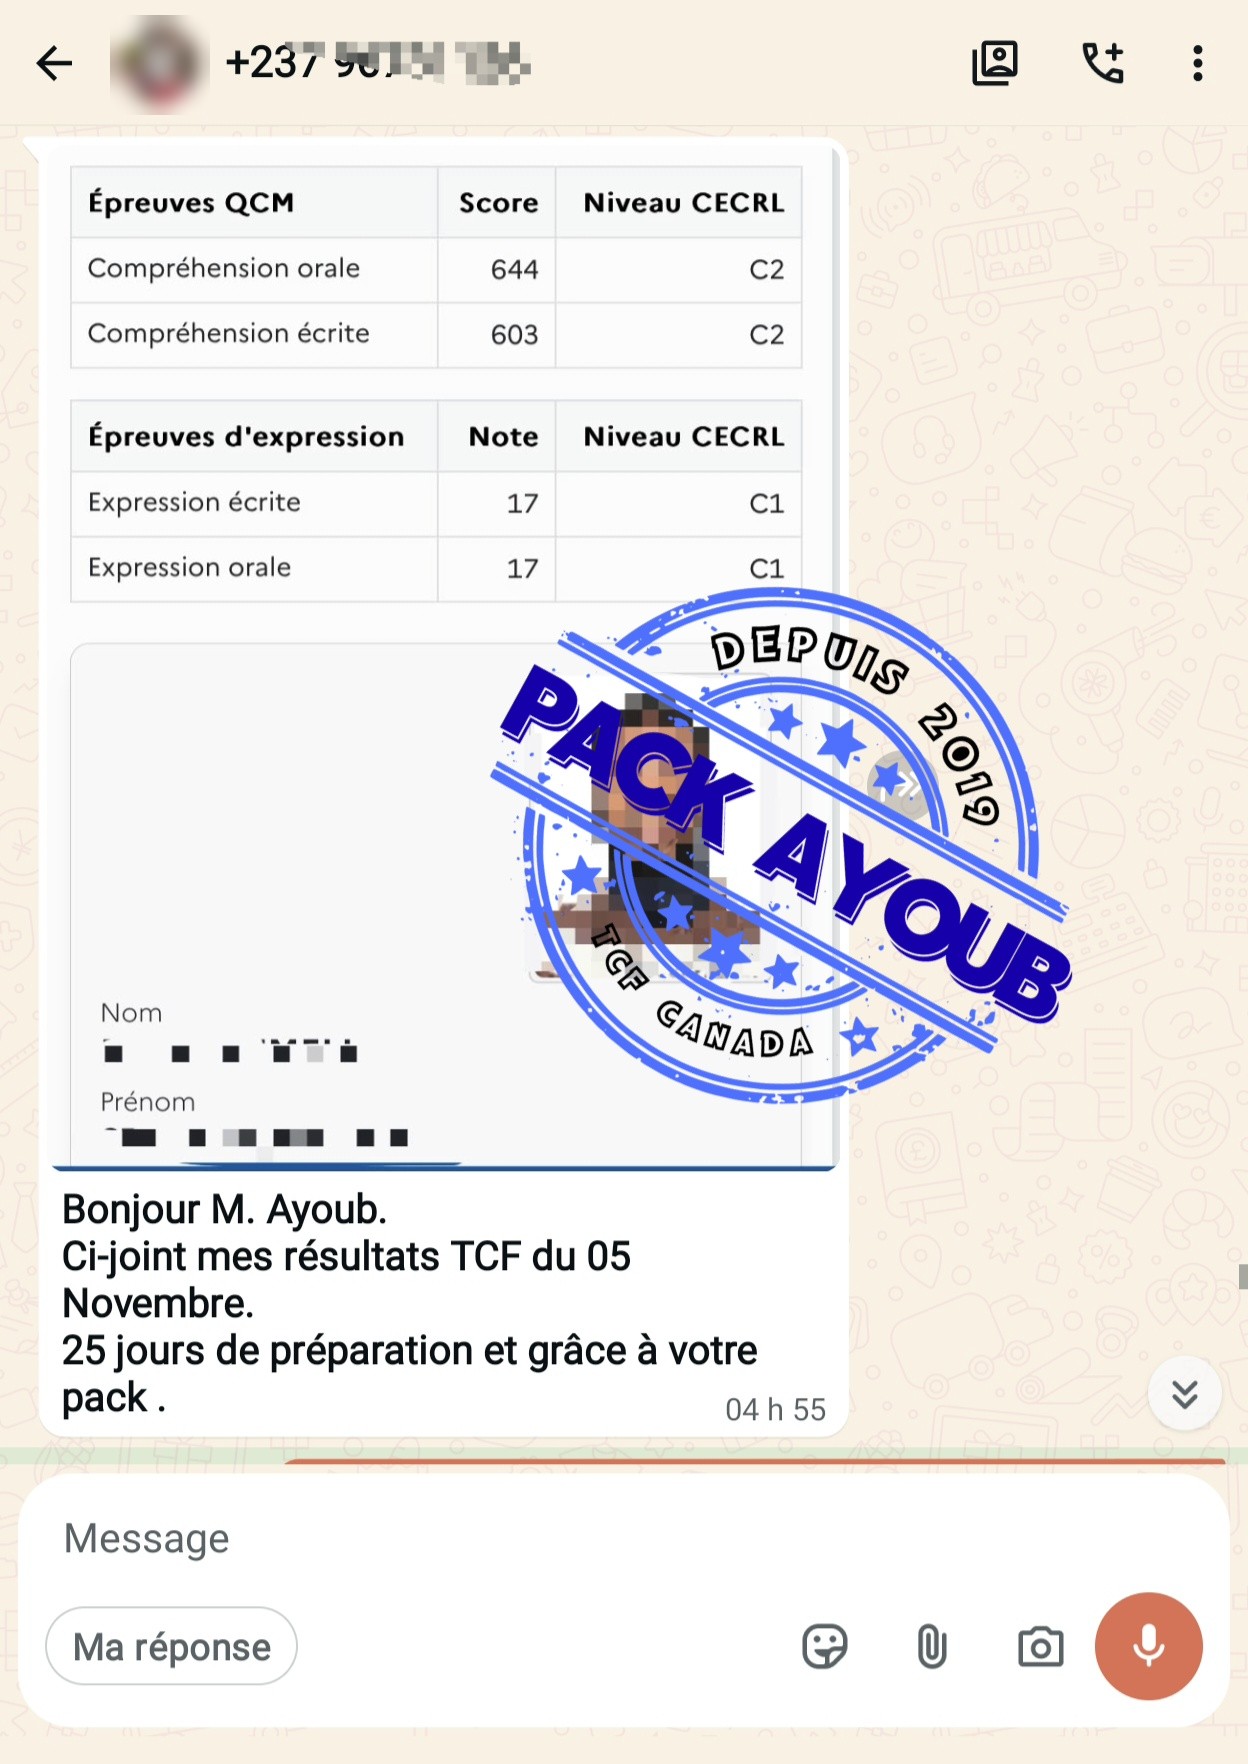 +237
Épreuves QCM Score Niveau CECRL
Compréhension orale 644 C2
Compréhension écrite 603 C2
Épreuves d'expression Note Niveau CECRL
Expression écrite 17 C1
Expression orale 17 C1
DEPUIS 2019
PACK AYOUB
TCF CANADA
Nom
Prénom
Bonjour M. Ayoub.
Ci-joint mes résultats TCF du 05
Novembre.
25 jours de préparation et grâce à votre
pack .
04 h 55
Message
Ma réponse